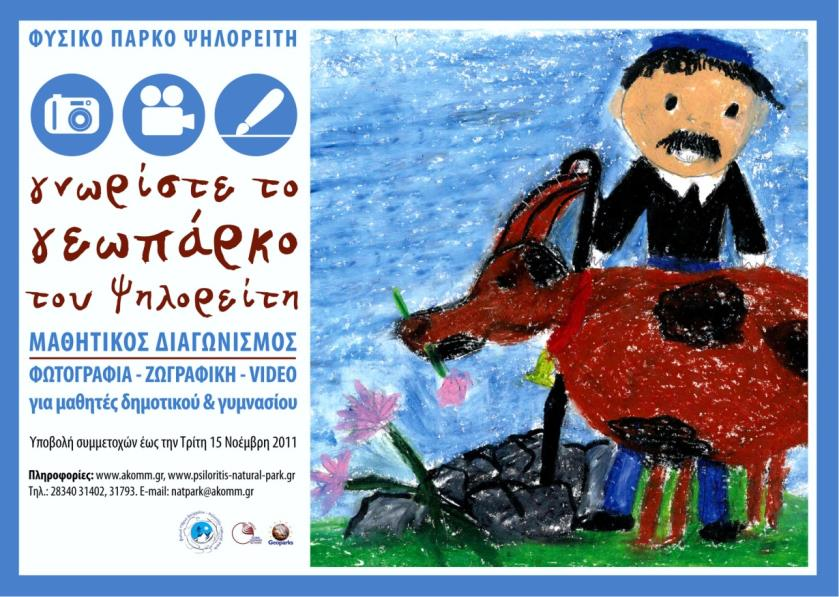 ΦΥΣΙΚΟ ΠΑΡΚΟ ΨΗΛΟΡΕΙΤΗ
γνωρίστε το
γεωπάρκο
του Ψηλορείτη
ΜΑΘΗΤΙΚΟΣ ΔΙΑΓΩΝΙΣΜΟΣ
ΦΩΤΟΓΡΑΦΙΑ - ΖΩΓΡΑΦΙΚΗ - VIDEO
για μαθητές δημοτικού & γυμνασίου
Υποβολή συμμετοχών έως την Τρίτη 15 Νοέμβρη 2011
Πληροφορίες: www.akomm.gr, www.psiloritis-natural-park.gr
Τηλ.: 28340 31402, 31793. E-mail: natpark@akomm.gr
Geoparks